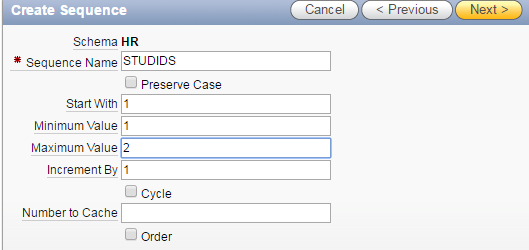 Create Sequence Cancel < Previous Next >
Schema HR
* Sequence Name STUDIDS
Preserve Case
Start With 1
Minimum Value 1
Maximum Value 2
Increment By 1
Cycle
Number to Cache
Order